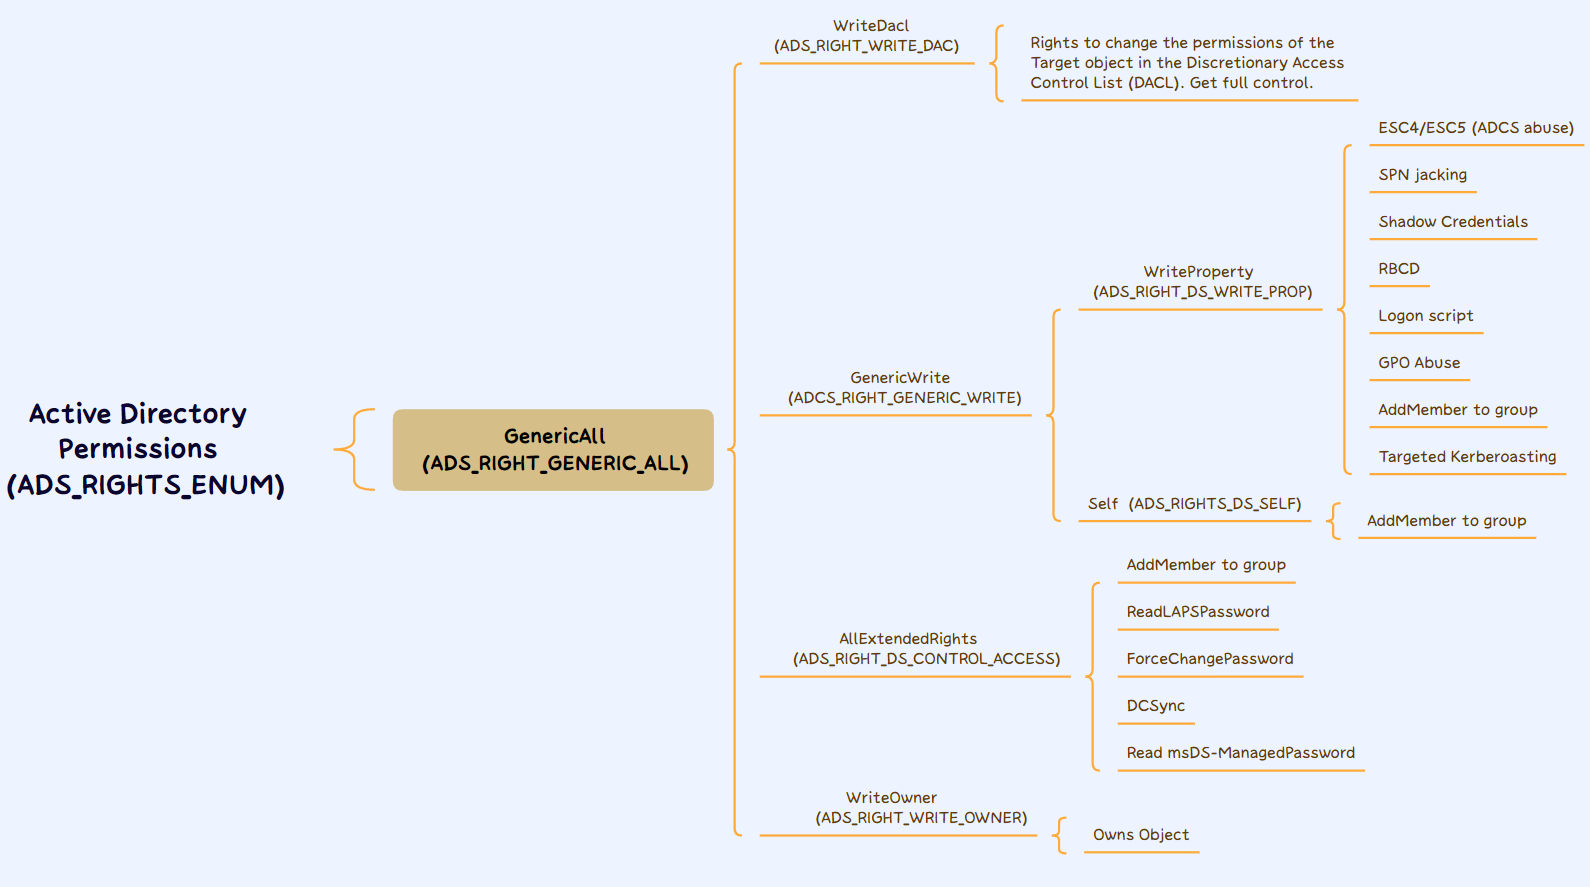 Active Directory
Permissions
(ADS_RIGHTS_ENUM)
GenericAll
(ADS_RIGHT_GENERIC_ALL)
WriteDacl
(ADS_RIGHT_WRITE_DAC)
Rights to change the permissions of the
Target object in the Discretionary Access
Control List (DACL). Get full control.
GenericWrite
(ADCS_RIGHT_GENERIC_WRITE)
WriteProperty
(ADS_RIGHT_DS_WRITE_PROP)
ESC4/ESC5 (ADCS abuse)
SPN jacking
Shadow Credentials
RBCD
Logon script
GPO Abuse
AddMember to group
Targeted Kerberoasting
Self (ADS_RIGHTS_DS_SELF)
AddMember to group
AllExtendedRights
(ADS_RIGHT_DS_CONTROL_ACCESS)
AddMember to group
ReadLAPSPassword
ForceChangePassword
DCSync
Read msDS-ManagedPassword
WriteOwner
(ADS_RIGHT_WRITE_OWNER)
Owns Object